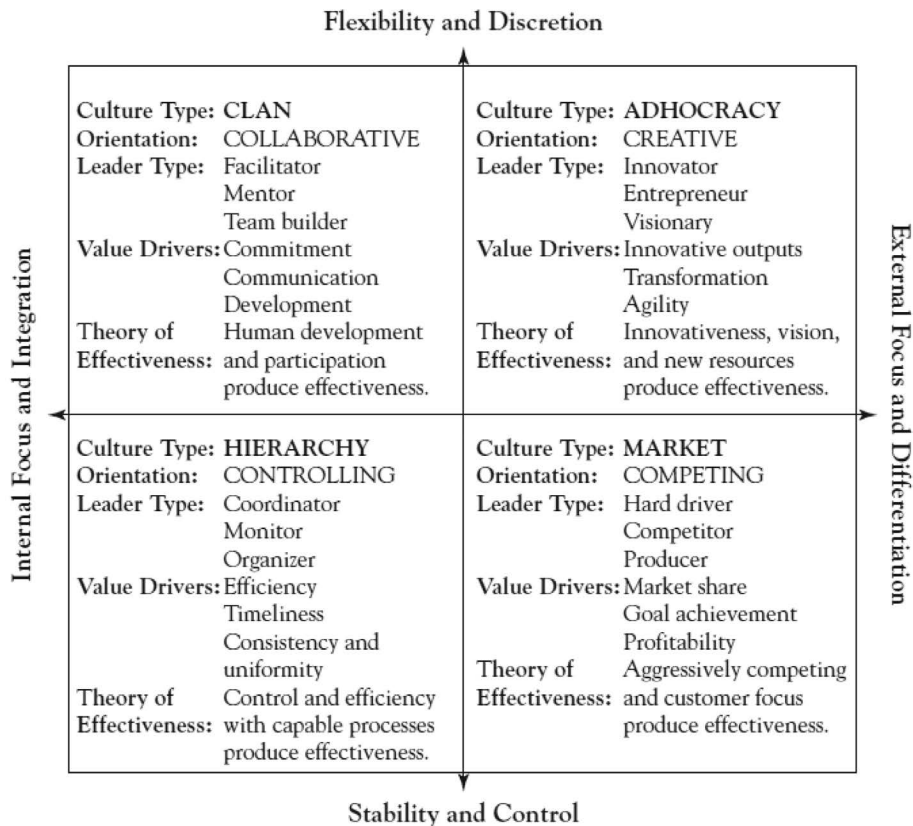 Flexibility and Discretion
Internal Focus and Integration
Culture Type: CLAN
Orientation: COLLABORATIVE
Leader Type: Facilitator
Mentor
Team builder
Value Drivers: Commitment
Communication
Development
Theory of Human development
Effectiveness: and participation
produce effectiveness.
Culture Type: ADHOCRACY
Orientation: CREATIVE
Leader Type: Innovator
Entrepreneur
Visionary
Value Drivers: Innovative outputs
Transformation
Agility
Theory of Innovativeness, vision,
Effectiveness: and new resources
produce effectiveness.
Culture Type: HIERARCHY
Orientation: CONTROLLING
Leader Type: Coordinator
Monitor
Organizer
Value Drivers: Efficiency
Timeliness
Consistency and
uniformity
Theory of Control and efficiency
Effectiveness: with capable processes
produce effectiveness.
Culture Type: MARKET
Orientation: COMPETING
Leader Type: Hard driver
Competitor
Producer
Value Drivers: Market share
Goal achievement
Profitability
Theory of Aggressively competing
Effectiveness: and customer focus
produce effectiveness.
External Focus and Differentiation
Stability and Control